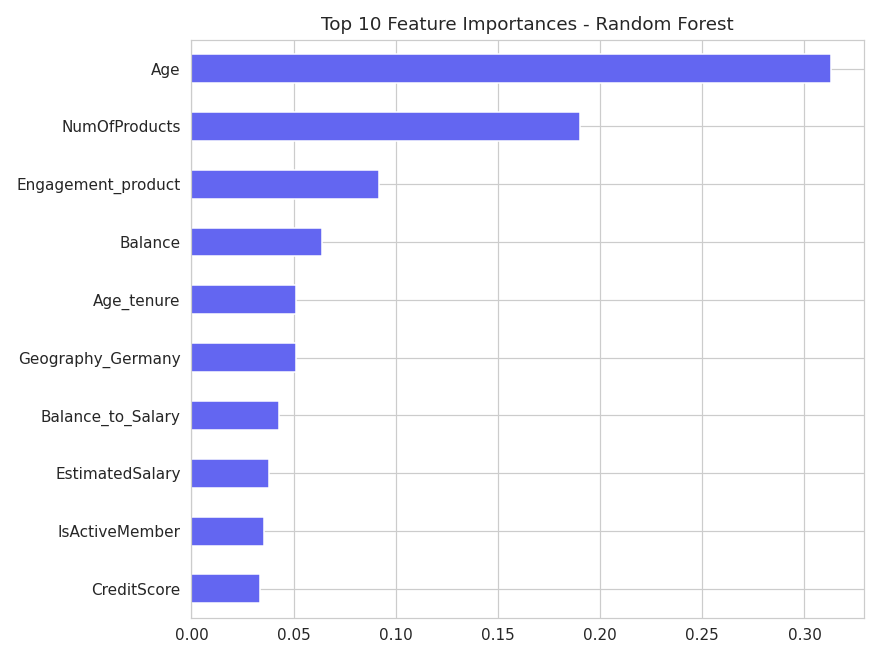 Top 10 Feature Importances - Random Forest
Age
NumOfProducts
Engagement_product
Balance
Age_tenure
Geography_Germany
Balance_to_Salary
EstimatedSalary
IsActiveMember
CreditScore
0.00 0.05 0.10 0.15 0.20 0.25 0.30